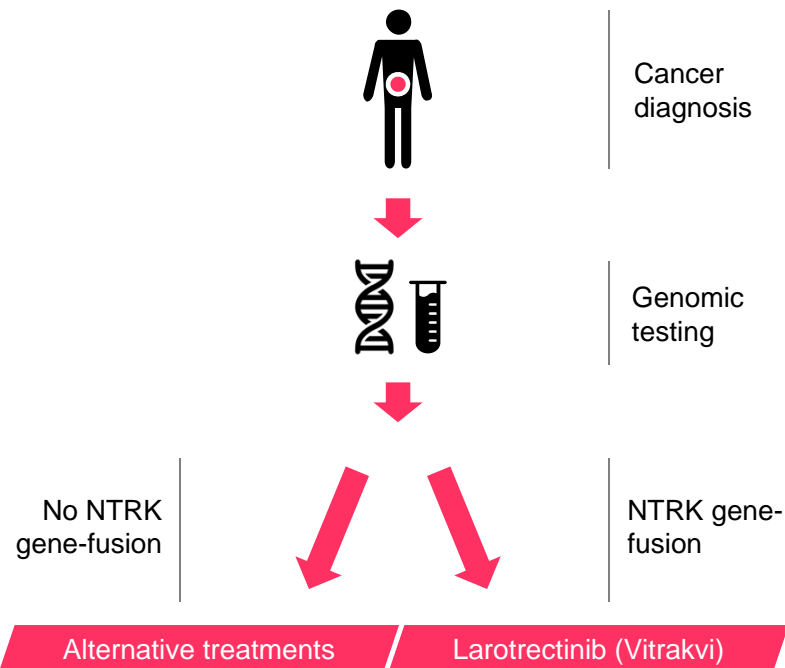 Cancer
diagnosis
Genomic
testing
No NTRK
gene-fusion
NTRK gene-
fusion
Alternative treatments
Larotrectinib (Vitrakvi)